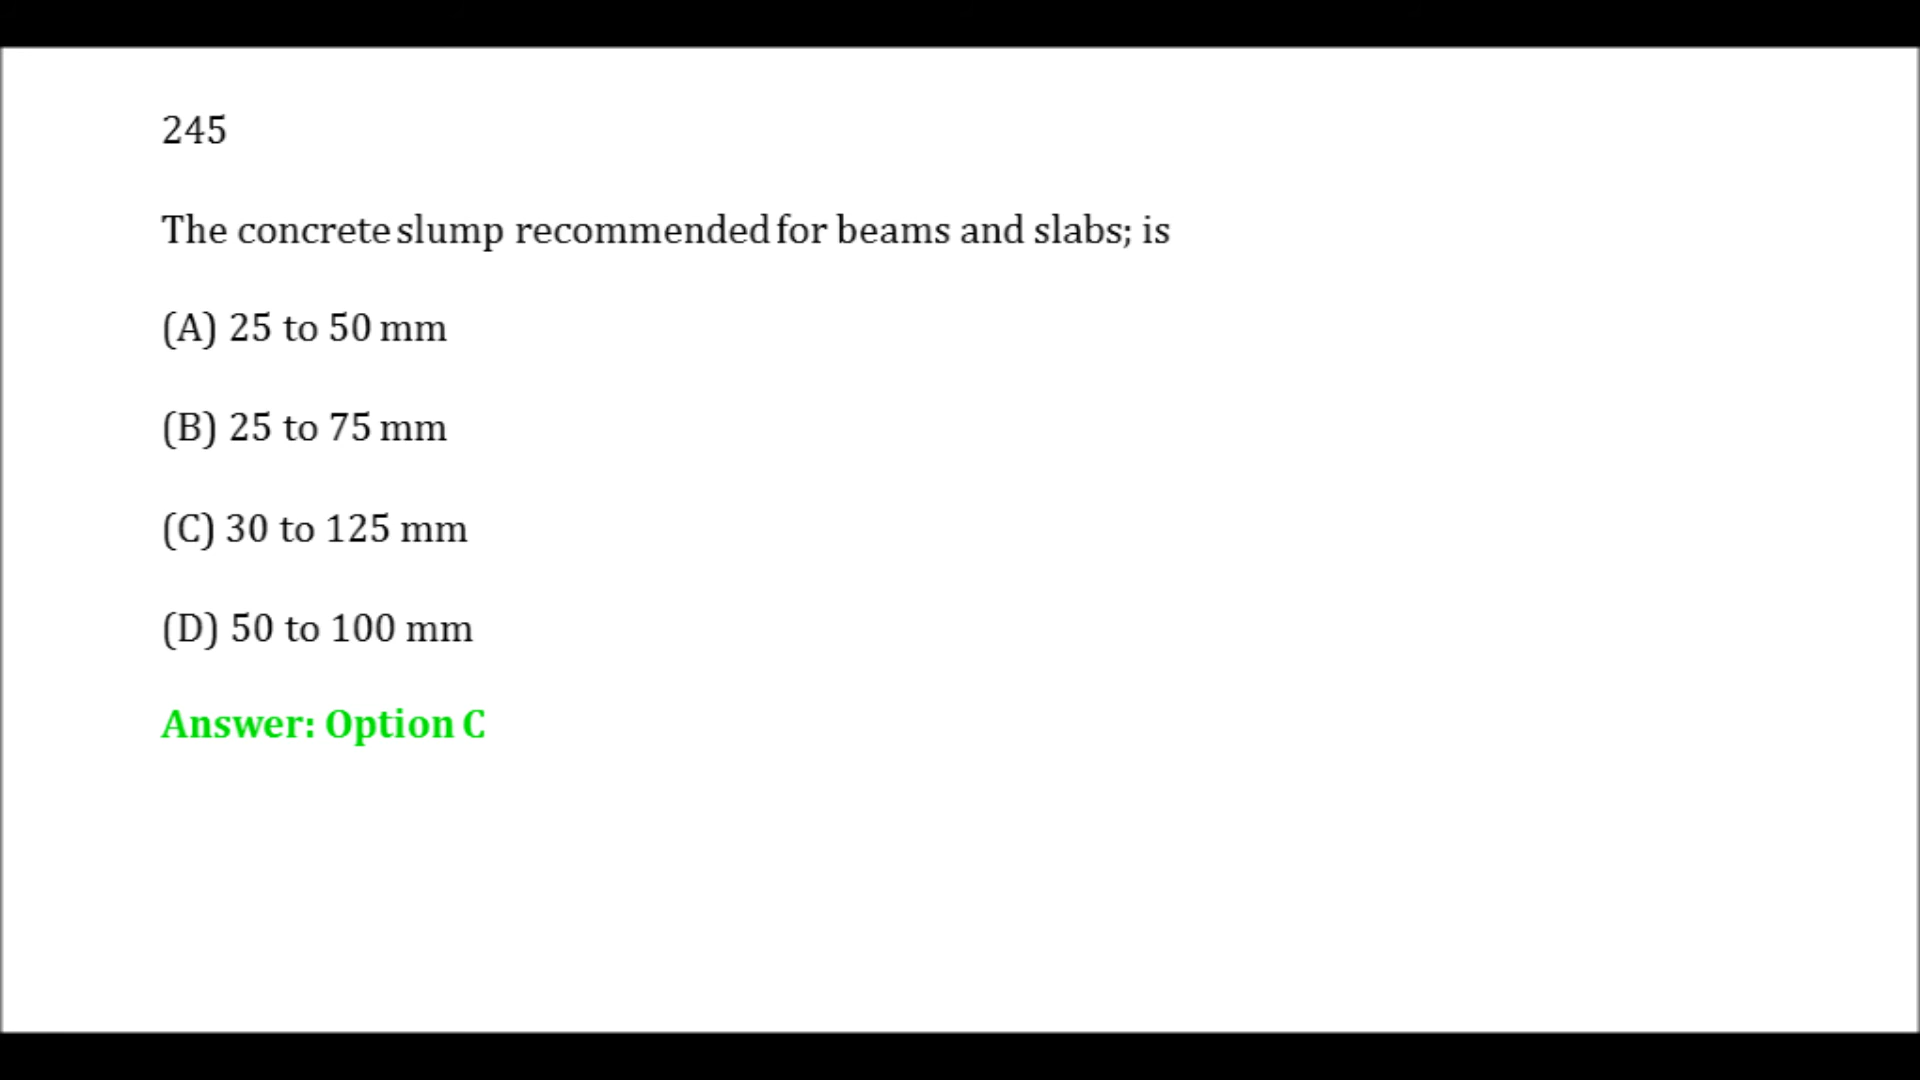 245
The concrete slump recommended for beams and slabs; is
(A) 25 to 50 mm
(B) 25 to 75 mm
(C) 30 to 125 mm
(D) 50 to 100 mm
Answer: Option C